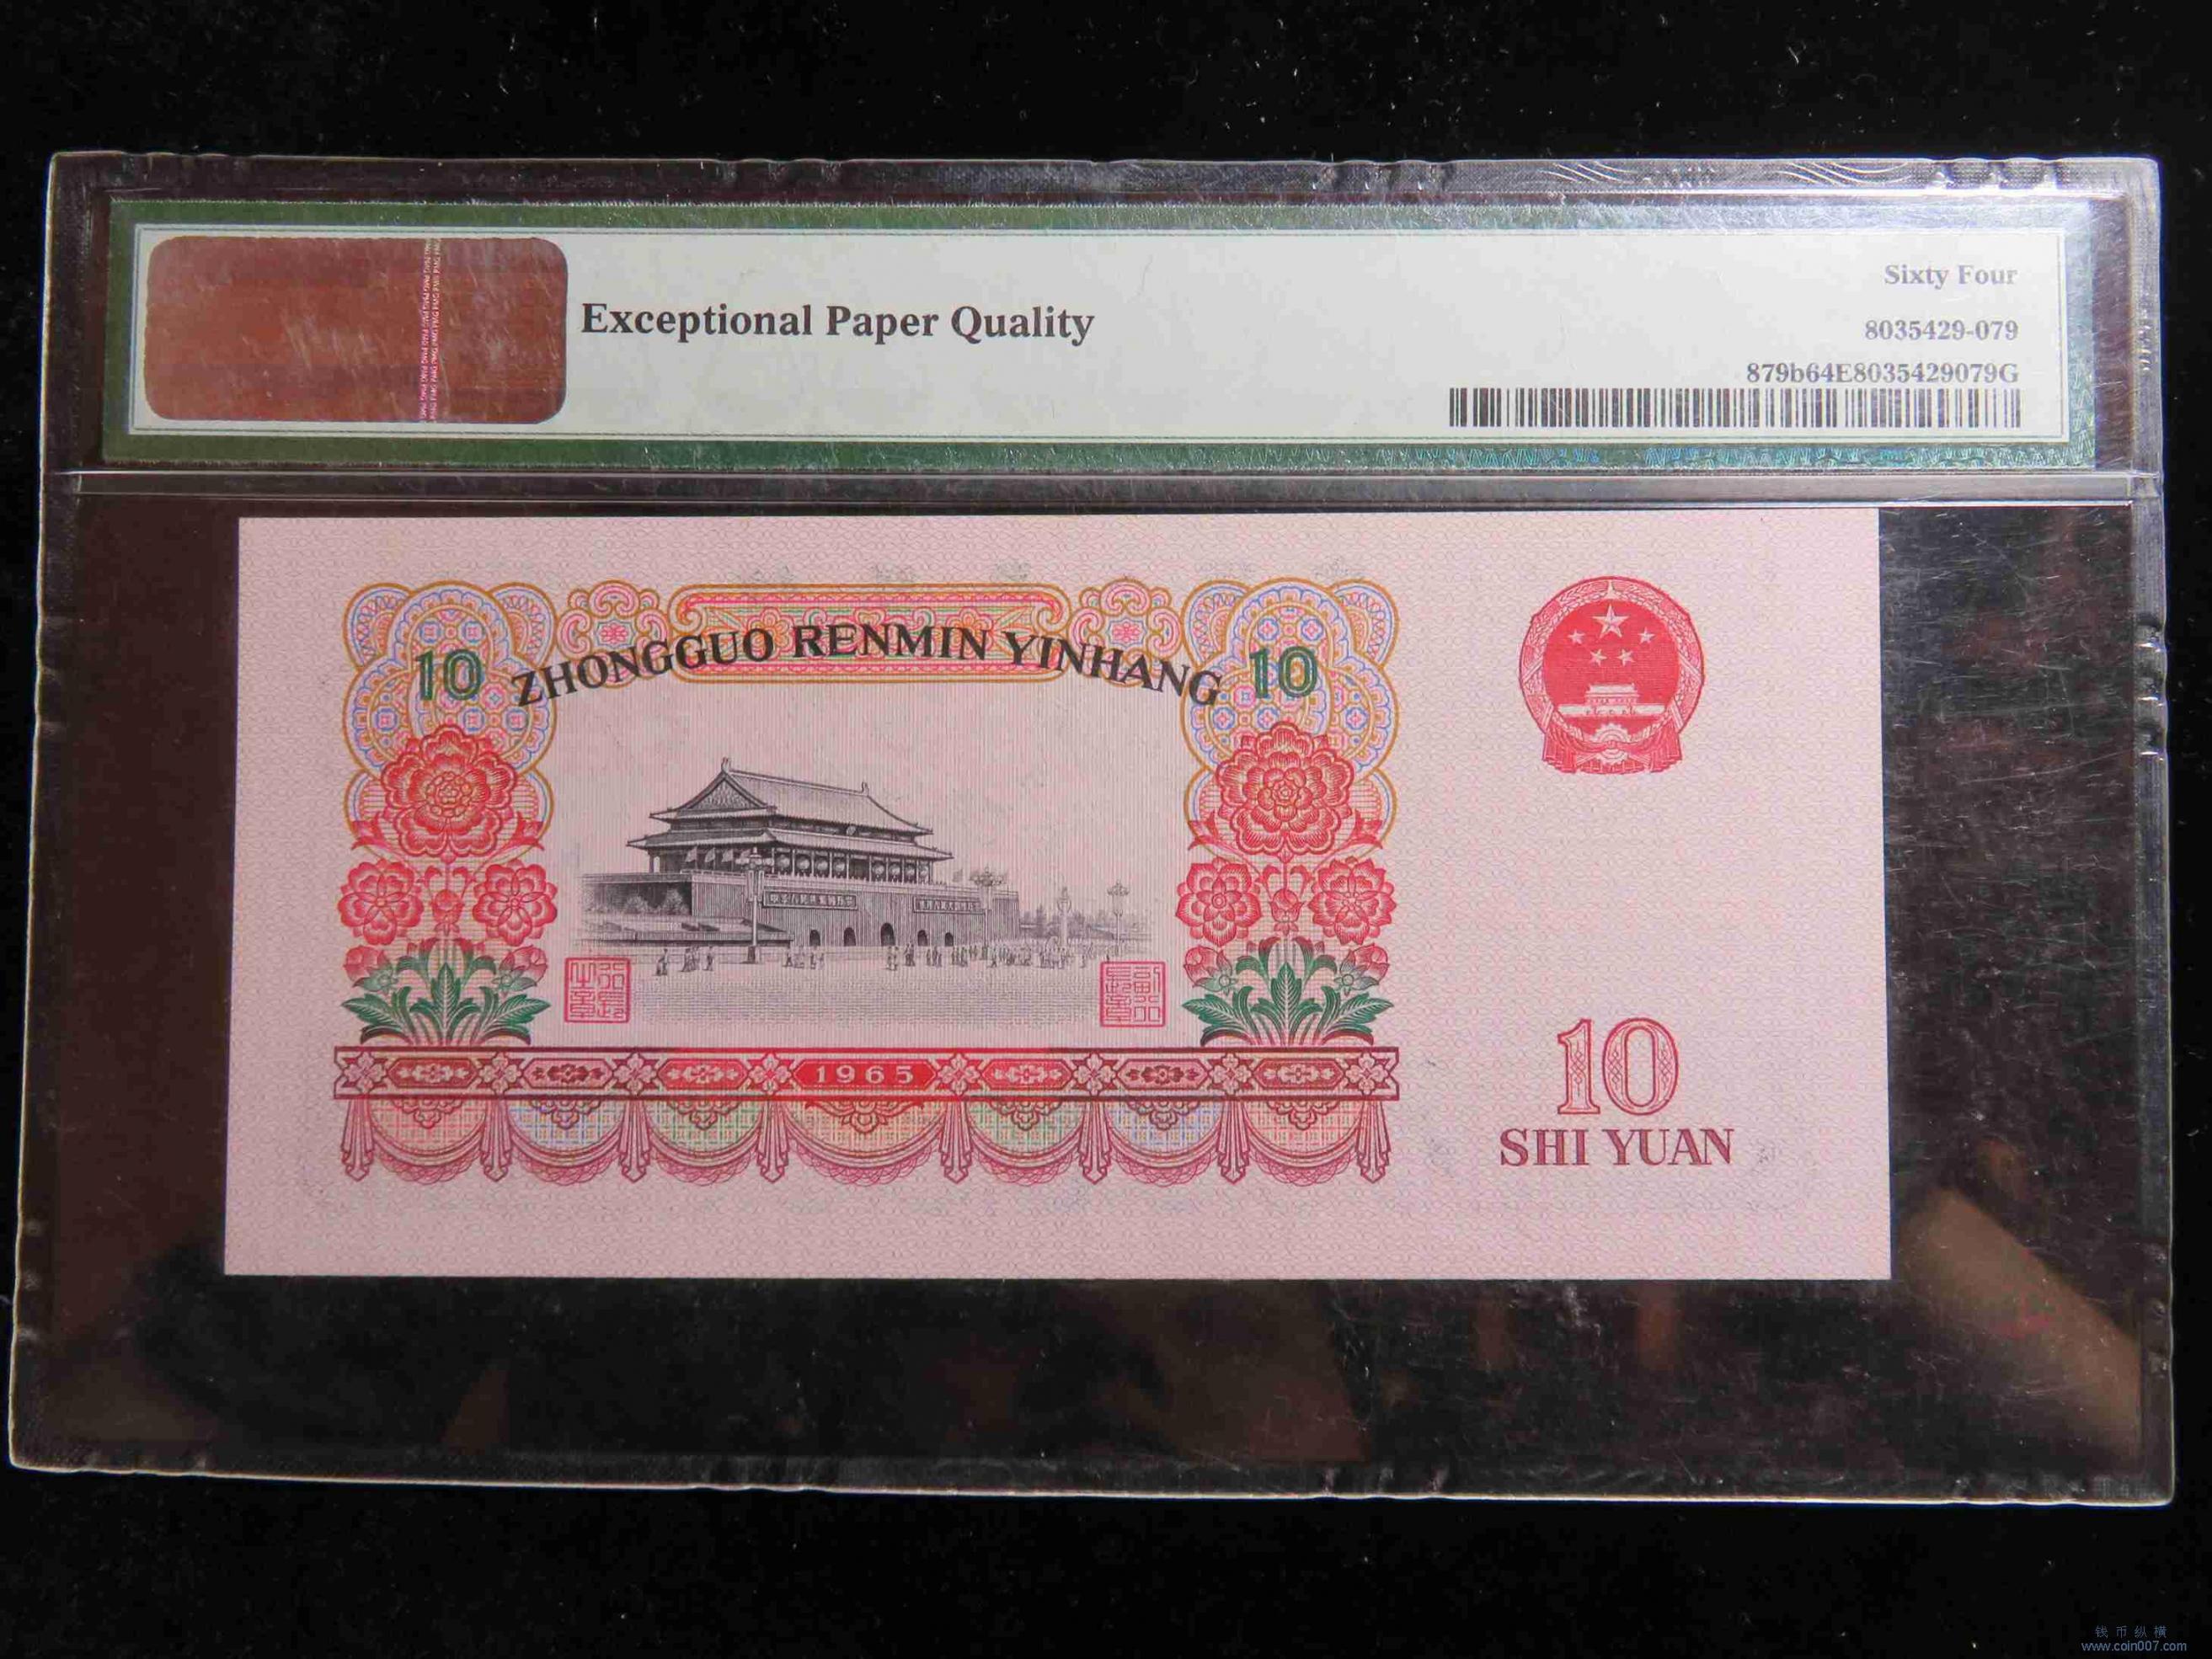 Sixty Four
Exceptional Paper Quality
8035429-079
879b64E8035429079G
ZHONGGUO RENMIN YINHANG
10 10
1965
10
SHI YUAN
钱币纵横
www.coin007.com